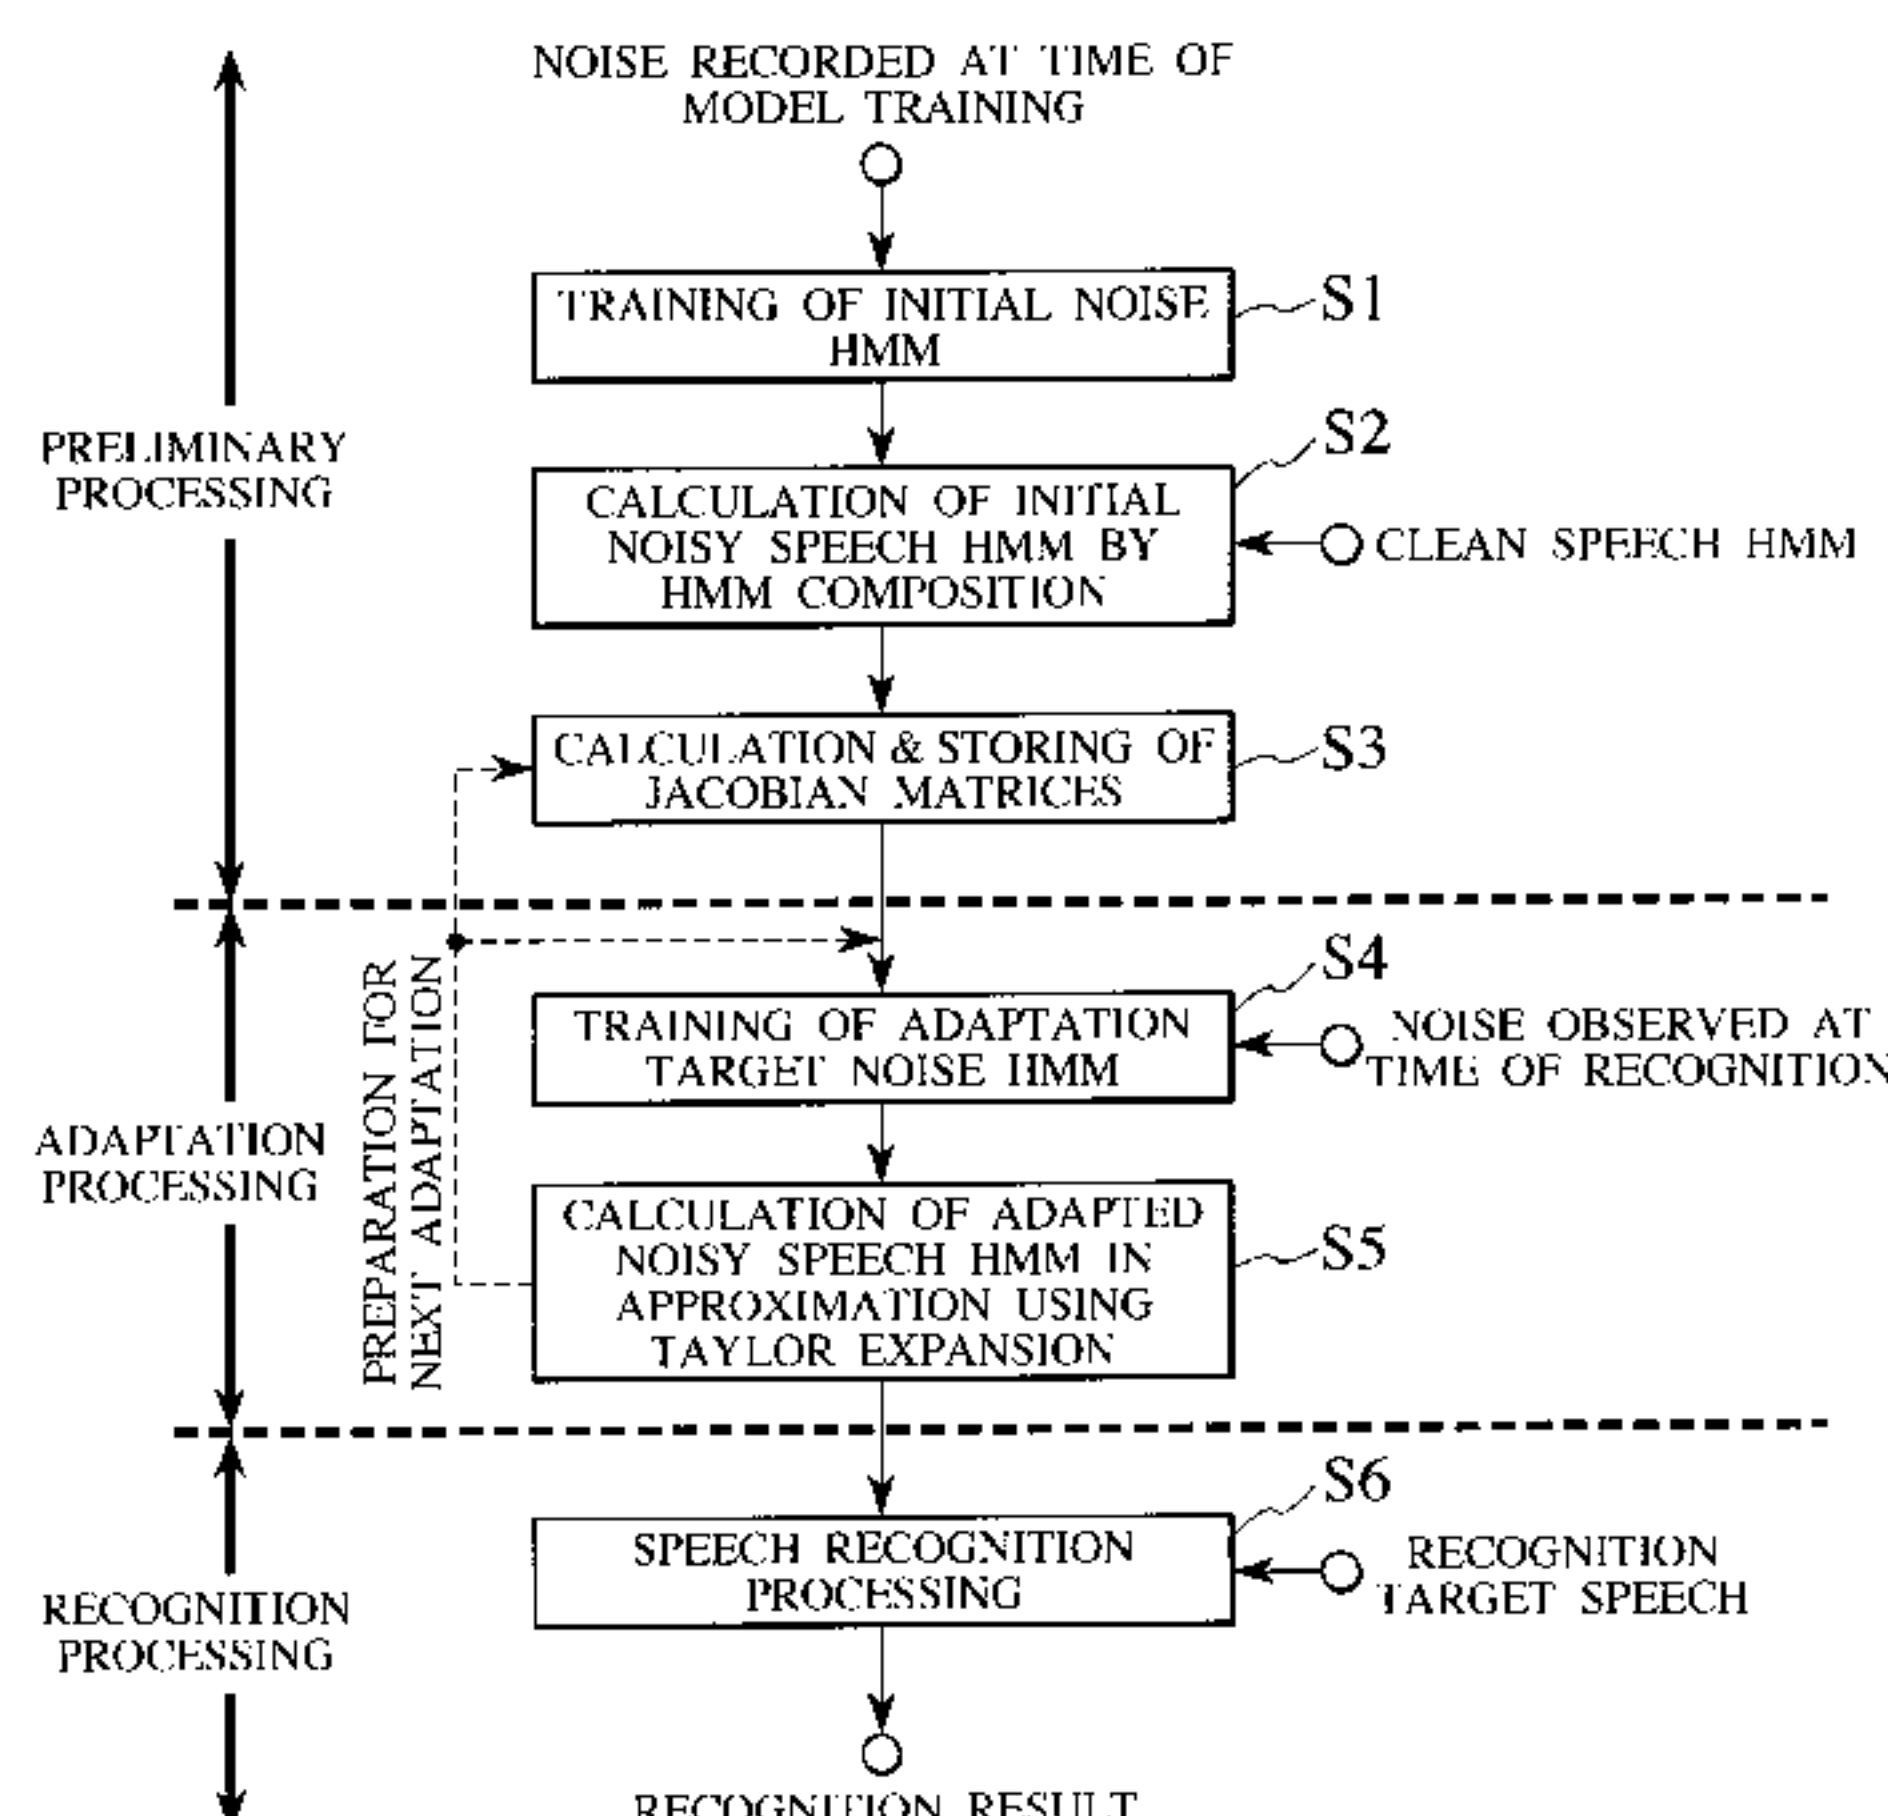 NOISE RECORDED AT TIME OF
MODEL TRAINING
TRAINING OF INITIAL NOISE
HMM
S1
PRELIMINARY
PROCESSING
S2
CALCULATION OF INITIAL
NOISY SPEECH HMM BY
HMM COMPOSITION
CLEAN SPEECH HMM
CALCULATION & STORING OF
JACOBIAN MATRICES
S3
PREPARATION FOR
NEXT ADAPTATION
S4
TRAINING OF ADAPTATION
TARGET NOISE HMM
NOISE OBSERVED AT
TIME OF RECOGNITION
ADAPTATION
PROCESSING
CALCULATION OF ADAPTED
NOISY SPEECH HMM IN
APPROXIMATION USING
TAYLOR EXPANSION
S5
S6
SPEECH RECOGNITION
PROCESSING
RECOGNITION
TARGET SPEECH
RECOGNITION
PROCESSING
RECOGNITION RESULT